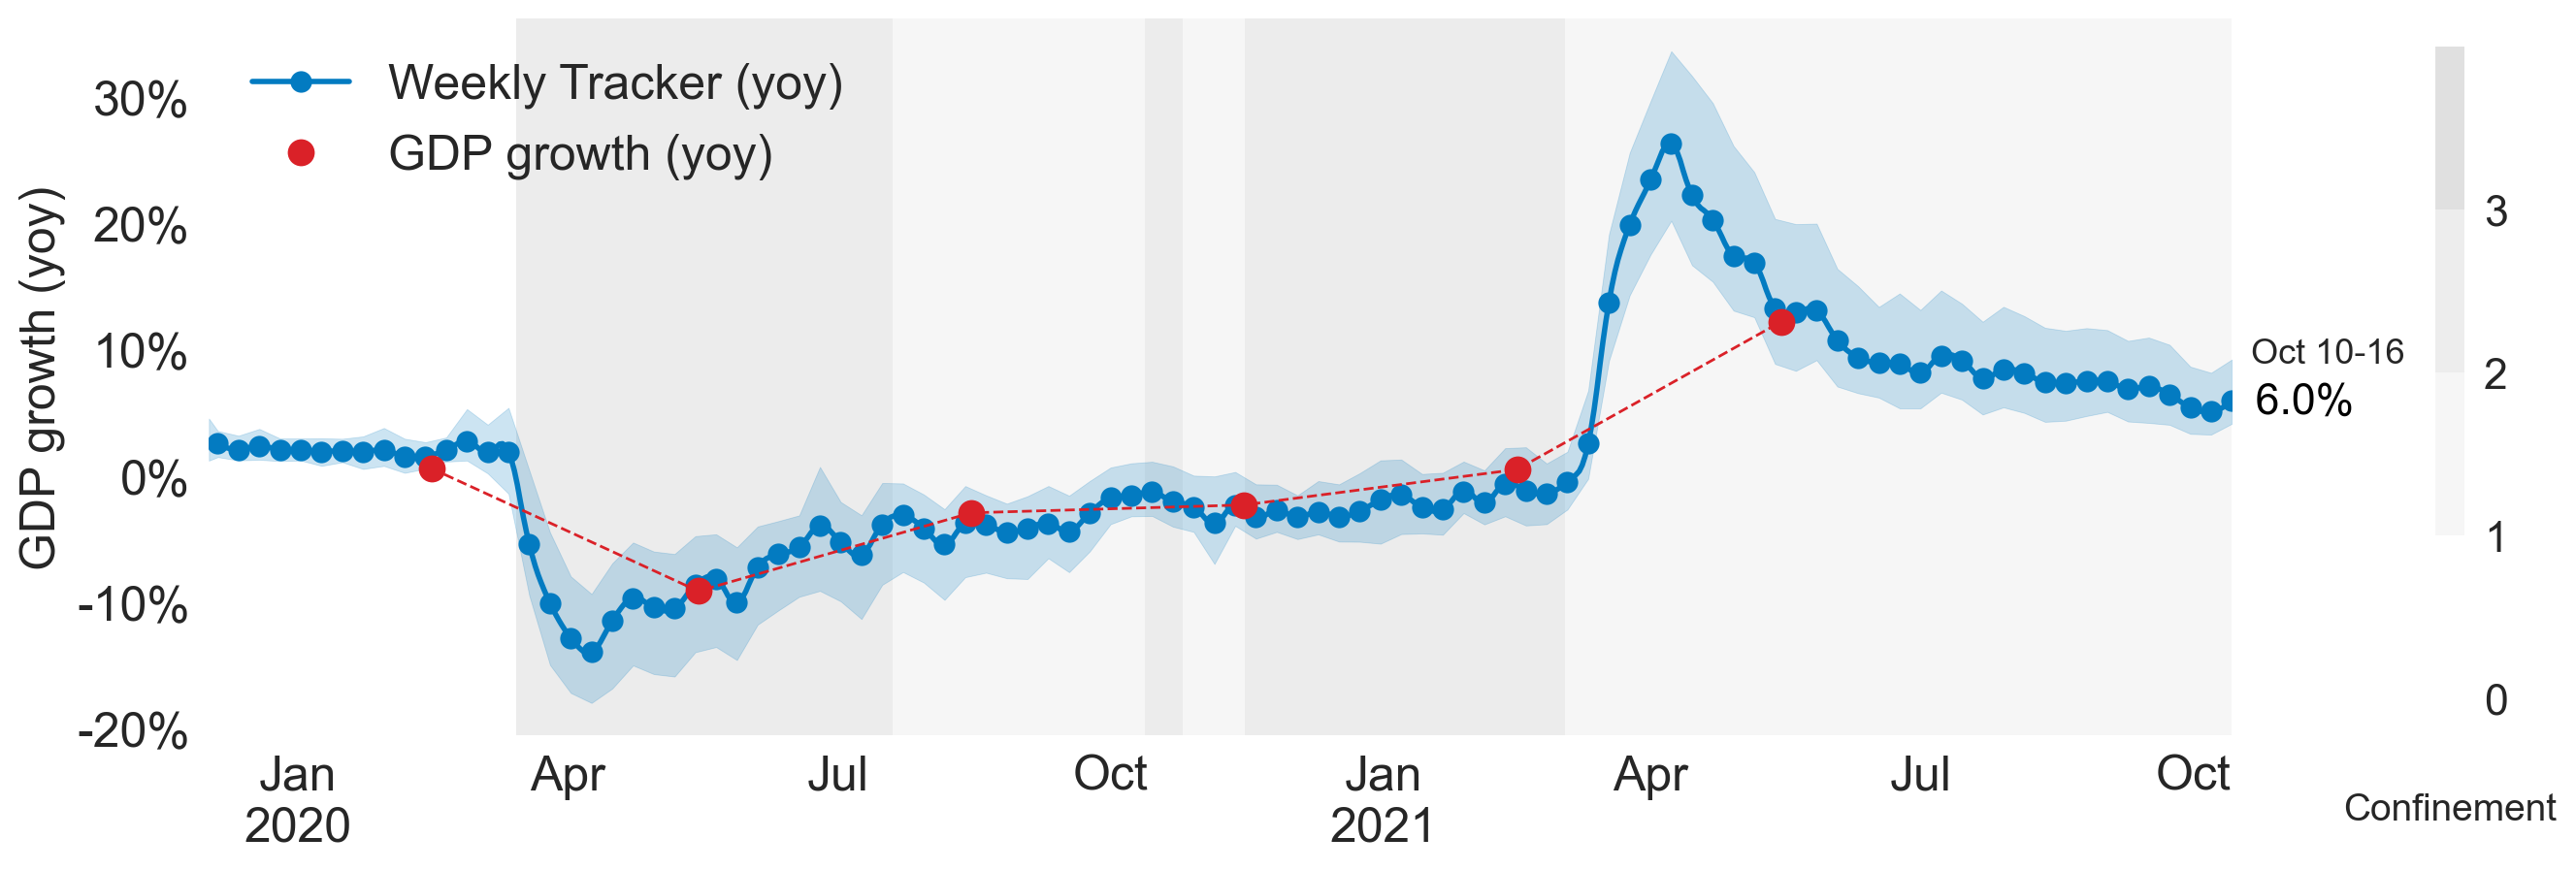 Weekly Tracker (yoy)
GDP growth (yoy)
GDP growth (yoy)
30%
20%
10%
0%
-10%
-20%
Jan
2020
Apr
Jul
Oct
Jan
2021
Apr
Jul
Oct
Oct 10-16
6.0%
3
2
1
0
Confinement